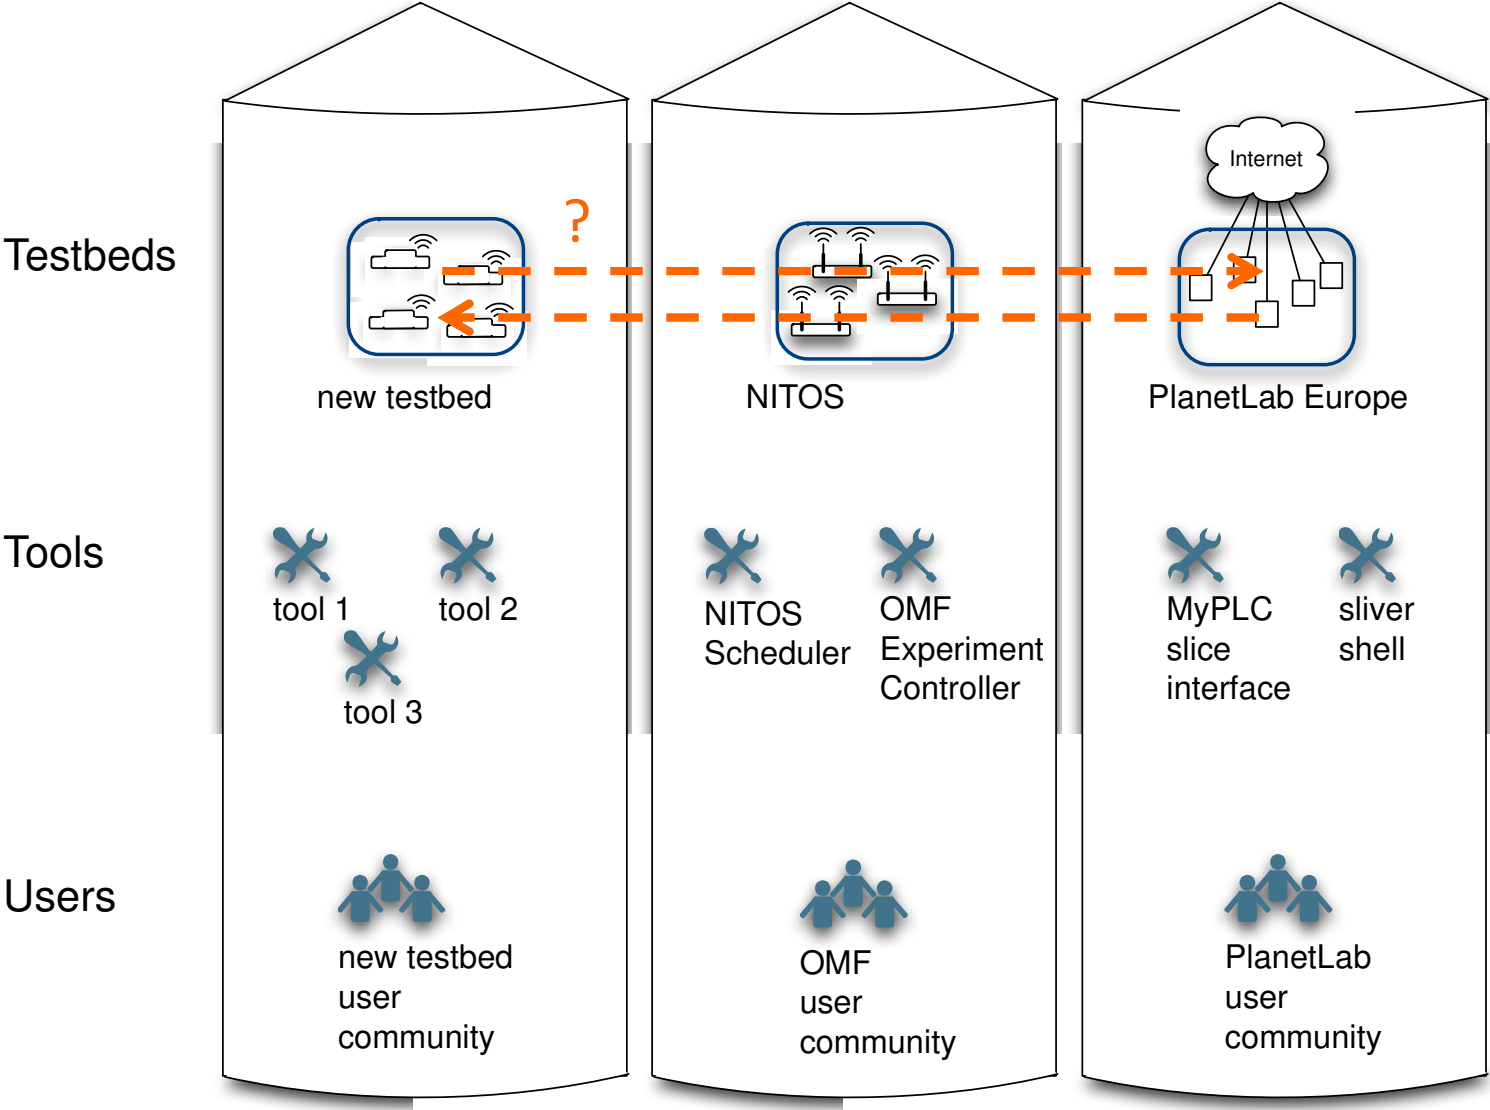 Internet
?
Testbeds
new testbed
NITOS
PlanetLab Europe
Tools
tool 1
tool 2
tool 3
NITOS
Scheduler
OMF
Experiment
Controller
MyPLC
slice
interface
sliver
shell
Users
new testbed
user
community
OMF
user
community
PlanetLab
user
community